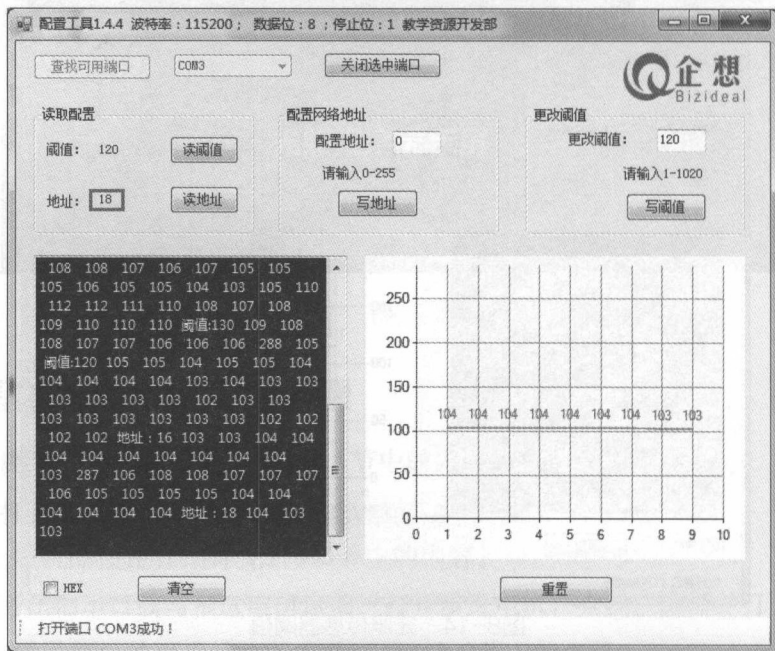 配置工具1.4.4 波特率：115200； 数据位：8 ；停止位：1 教学资源开发部
查找可用端口 COM3 关闭选中端口
企想
Bizideal
读取配置 配置网络地址 更改阈值
阈值： 120 读阈值 配置地址： 0 更改阈值： 120
请输入0-255 请输入1-1020
地址： 18 读地址 写地址 写阈值
108 108 107 106 107 105 105
105 106 105 105 104 103 105 110
112 112 111 110 108 107 108
109 110 110 110 阈值:130 109 108
108 107 107 106 106 106 288 105
阈值:120 105 105 104 105 105 104
104 104 104 104 103 104 103 103
103 103 103 103 102 103 103
103 103 103 103 103 103 102 102
102 102 地址：16 103 103 104 104
104 104 104 104 104 104 104
103 287 106 108 108 107 107 107
106 105 105 105 105 104 104
104 104 104 104 地址：18 104 103
103
250
200
150
104 104 104 104 104 104 103 103
100
50
0
0 1 2 3 4 5 6 7 8 9 10
HEX 清空 重置
打开端口 COM3成功！